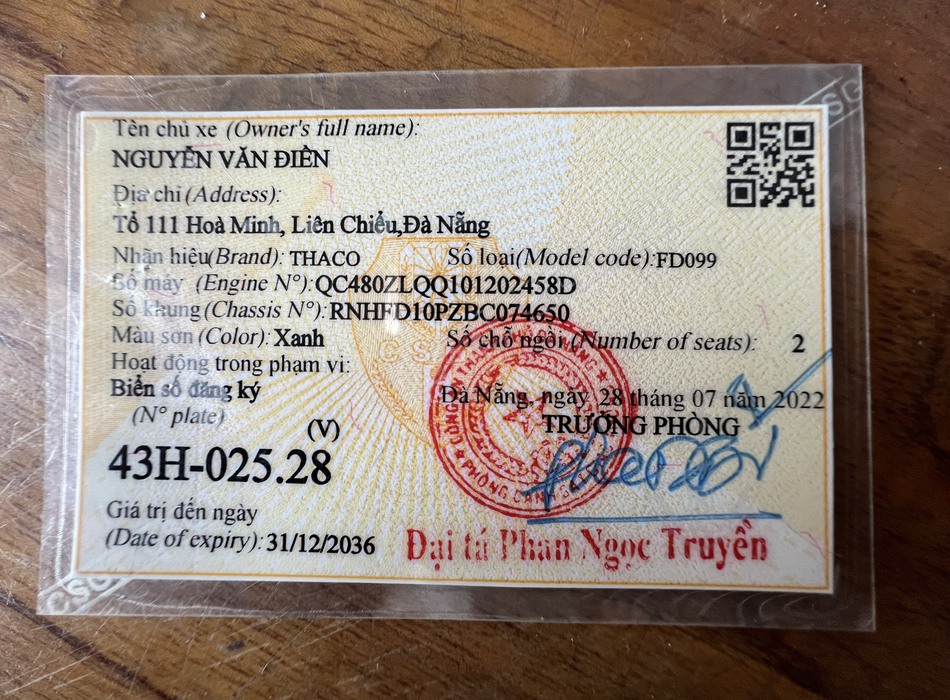 Tên chủ xe (Owner's full name):
NGUYỄN VĂN ĐIỀN
Địa chỉ (Address):
Tổ 111 Hoà Minh, Liên Chiểu,Đà Nẵng
Nhãn hiệu(Brand): THACO Số loại(Model code):FD099
Số máy (Engine N°):QC480ZLQQ101202458D
Số khung(Chassis N°):RNHFD10PZBC074650
Màu sơn (Color): Xanh Số chỗ ngồi (Number of seats): 2
Hoạt động trong phạm vi:
Biển số đăng ký
(N° plate)
Đà Nẵng, ngày 28 tháng 07 năm 2022
TRƯỞNG PHÒNG
(V)
43H-025.28
Giá trị đến ngày
(Date of expiry): 31/12/2036
Đại tá Phan Ngọc Truyền
CSG